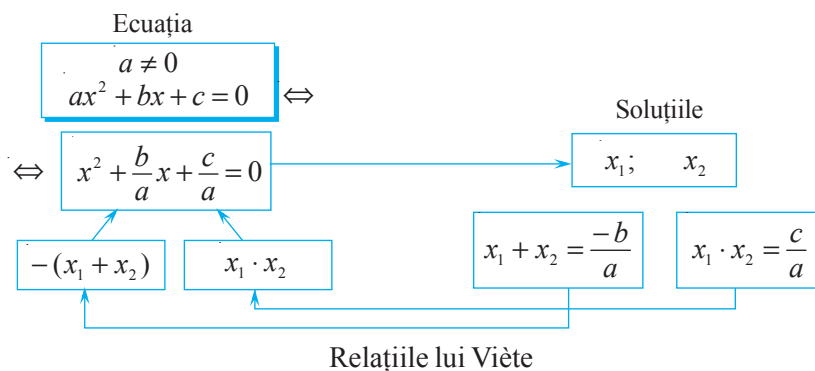 Ecuația
a ≠ 0
ax² + bx + c = 0 ⇔
Soluțiile
⇔ x² + b/a x + c/a = 0
x₁; x₂
−(x₁ + x₂)
x₁ · x₂
x₁ + x₂ = −b/a
x₁ · x₂ = c/a
Relațiile lui Viète